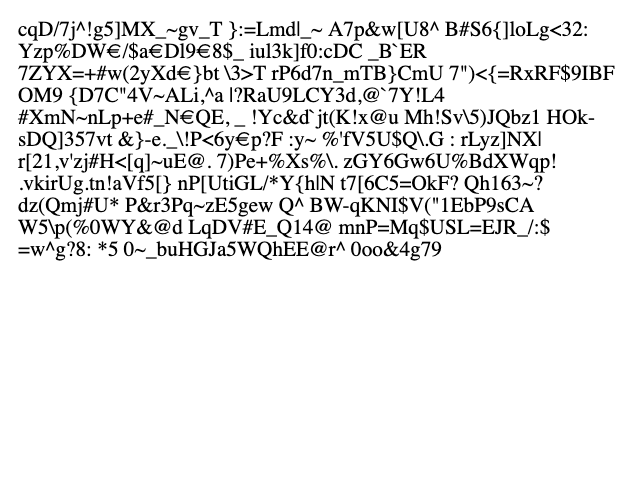 cqD/7j^!g5]MX_~gv_T }:=Lmd|_~ A7p&w[U8^ B#S6{]loLg<32:
Yzp%DW€/$a€Dl9€8$_ iul3k]f0:cDC _B`ER
7ZYX=+#w(2yXd€}bt \3>T rP6d7n_mTB}CmU 7")<{=RxRF$9IBF
OM9 {D7C"4V~ALi,^a |?RaU9LCY3d,@`7Y!L4
#XmN~nLp+e#_N€QE, _ !Yc&d`jt(K!x@u Mh!Sv\5)JQbz1 HOk-
sDQ]357vt &}-e._\!P<6y€p?F :y~ %'fV5U$Q\.G : rLyz]NX|
r[21,v'zj#H<[q]~uE@. 7)Pe+%Xs%\. zGY6Gw6U%BdXWqp!
.vkirUg.tn!aVf5[} nP[UtiGL/*Y{h|N t7[6C5=OkF? Qh163~?
dz(Qmj#U* P&r3Pq~zE5gew Q^ BW-qKNI$V("1EbP9sCA
W5\p(%0WY&@d LqDV#E_Q14@ mnP=Mq$USL=EJR_/:$
=w^g?8: *5 0~_buHGJa5WQhEE@r^ 0oo&4g79